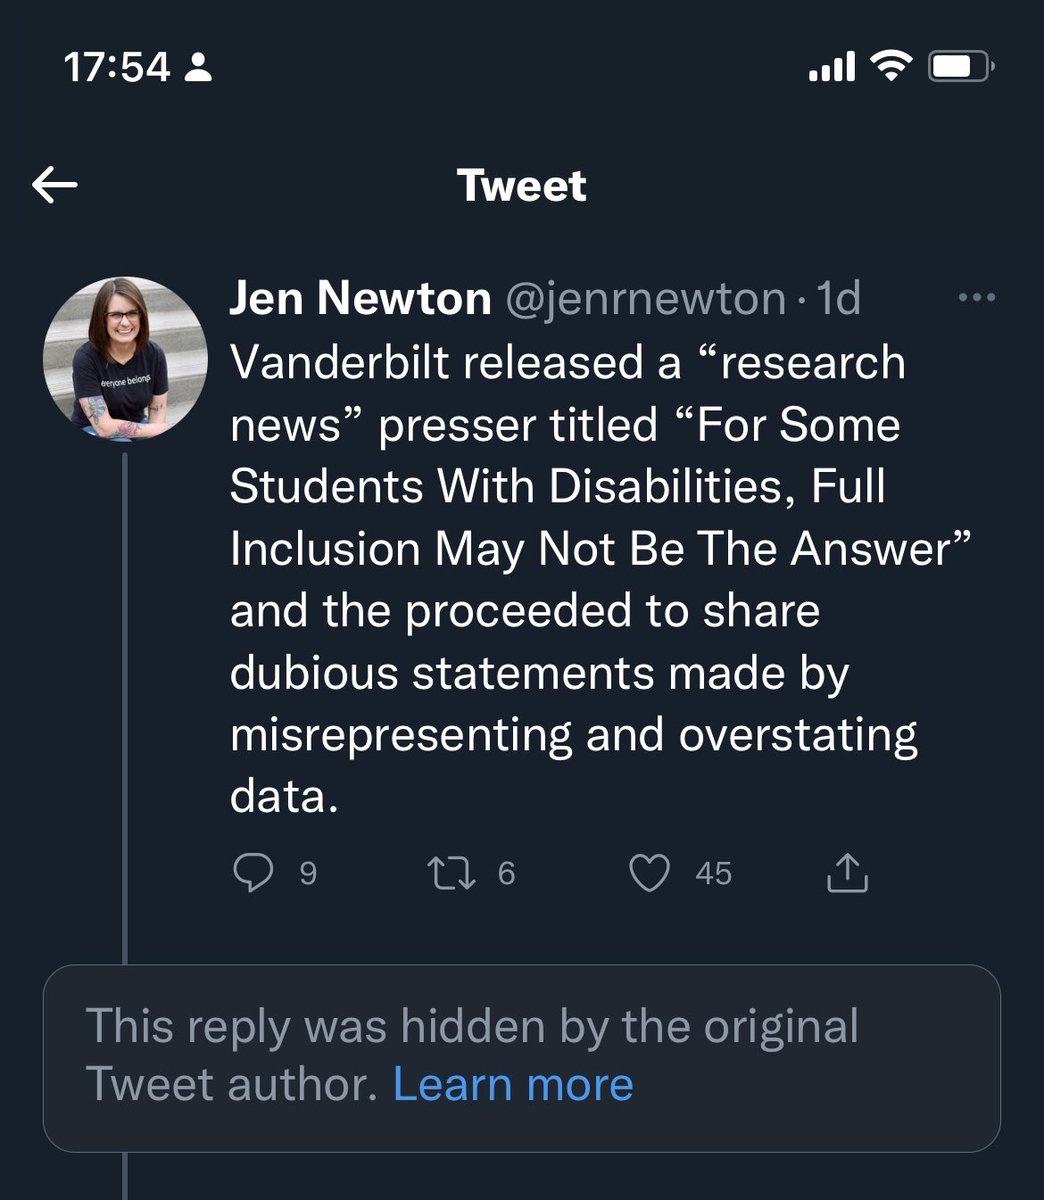 17:54
Tweet
Jen Newton @jenrnewton · 1d
Vanderbilt released a “research
news” presser titled “For Some
Students With Disabilities, Full
Inclusion May Not Be The Answer”
and the proceeded to share
dubious statements made by
misrepresenting and overstating
data.
everyone belongs
9 6 45
This reply was hidden by the original
Tweet author. Learn more